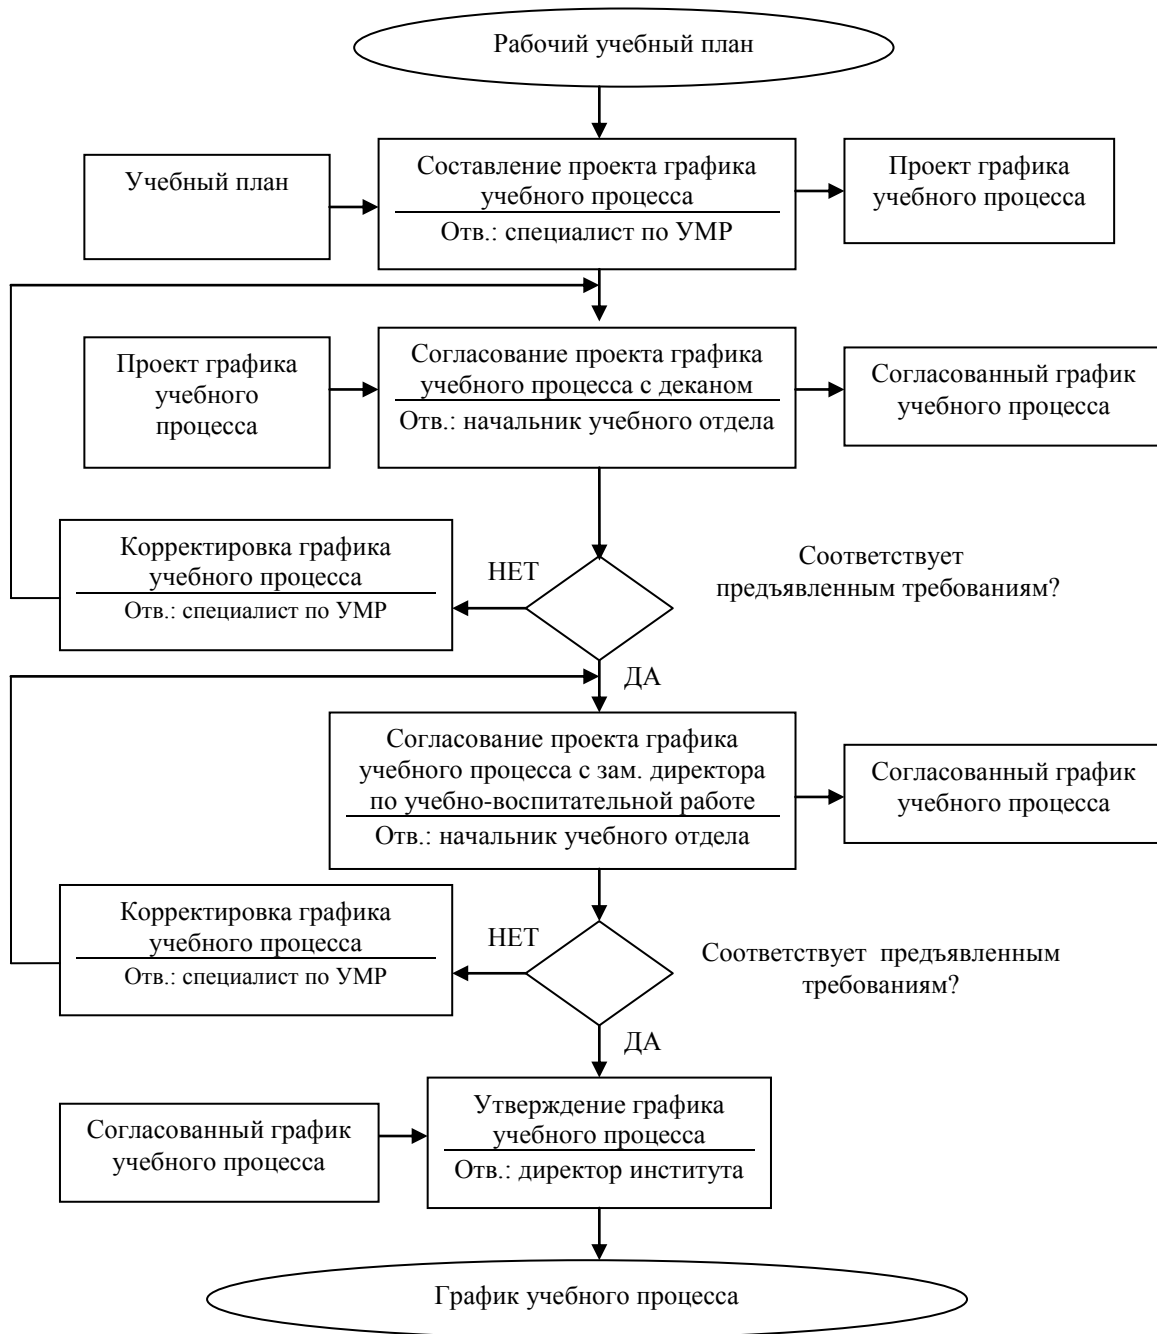 Рабочий учебный план
Учебный план
Составление проекта графика
учебного процесса
Отв.: специалист по УМР
Проект графика
учебного процесса
Проект графика
учебного
процесса
Согласование проекта графика
учебного процесса с деканом
Отв.: начальник учебного отдела
Согласованный график
учебного процесса
Корректировка графика
учебного процесса
Отв.: специалист по УМР
НЕТ
Соответствует
предъявленным требованиям?
ДА
Согласование проекта графика
учебного процесса с зам. директора
по учебно-воспитательной работе
Отв.: начальник учебного отдела
Согласованный график
учебного процесса
Корректировка графика
учебного процесса
Отв.: специалист по УМР
НЕТ
Соответствует предъявленным
требованиям?
ДА
Согласованный график
учебного процесса
Утверждение графика
учебного процесса
Отв.: директор института
График учебного процесса